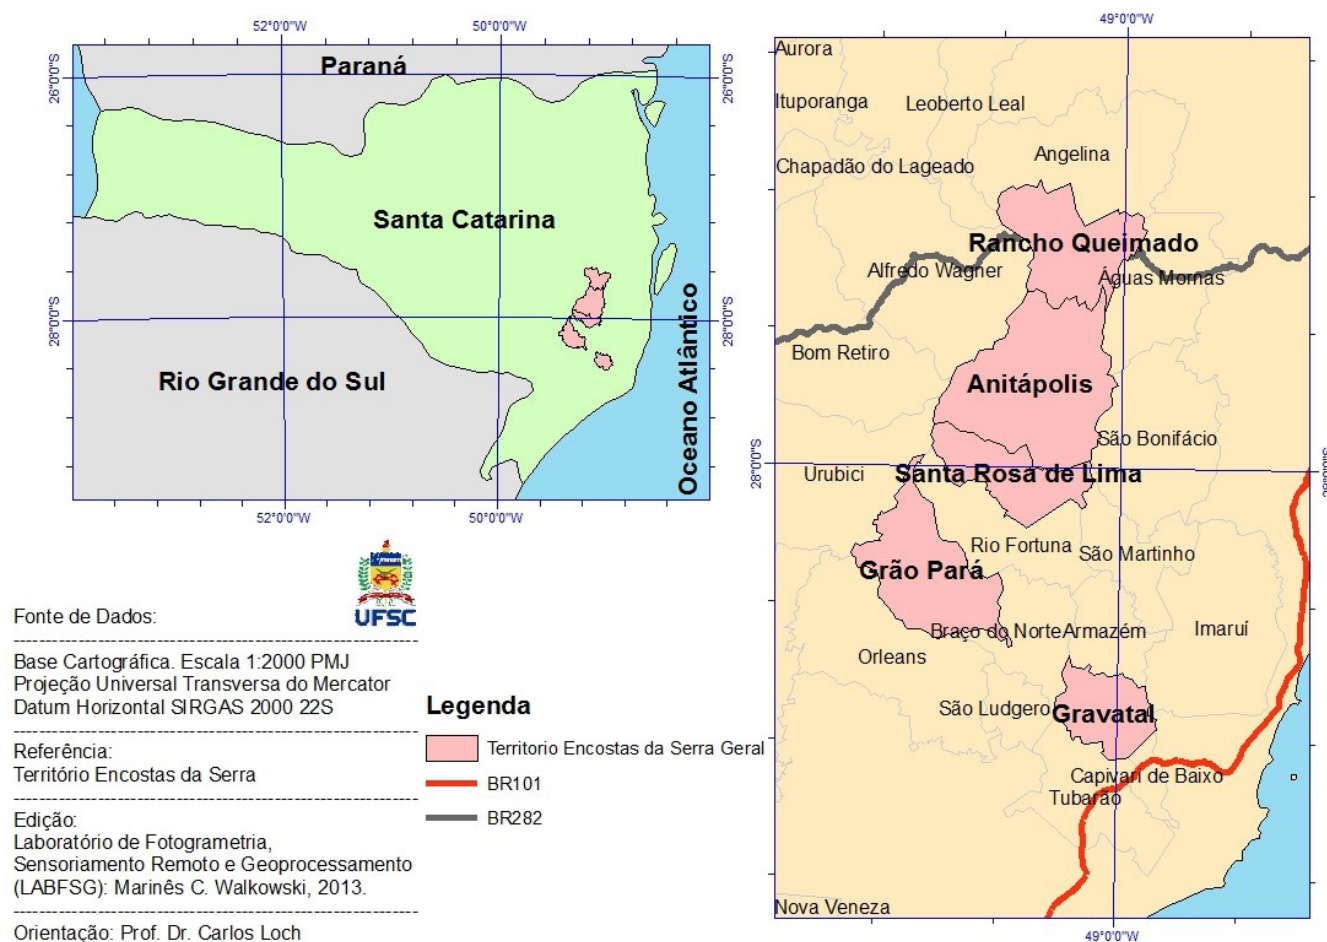 52°0'0"W
50°0'0"W
26°0'0"S
26°0'0"S
Paraná
Santa Catarina
28°0'0"S
28°0'0"S
Rio Grande do Sul
Oceano Atlântico
52°0'0"W
50°0'0"W
49°0'0"W
Aurora
Ituporanga
Leoberto Leal
Angelina
Chapadão do Lageado
Rancho Queimado
Alfredo Wagner
Águas Mornas
Bom Retiro
Anitápolis
São Bonifácio
28°0'0"S
Urubici
Santa Rosa de Lima
Rio Fortuna
São Martinho
Grão Pará
Braço do Norte
Armazém
Imaruí
Orleans
São Ludgero
Gravatal
Capivari de Baixo
Tubarão
Nova Veneza
49°0'0"W
UFSC
Fonte de Dados:
Base Cartográfica. Escala 1:2000 PMJ
Projeção Universal Transversa do Mercator
Datum Horizontal SIRGAS 2000 22S
Referência:
Território Encostas da Serra
Edição:
Laboratório de Fotogrametria,
Sensoriamento Remoto e Geoprocessamento
(LABFSG): Marinês C. Walkowski, 2013.
Orientação: Prof. Dr. Carlos Loch
Legenda
Territorio Encostas da Serra Geral
BR101
BR282